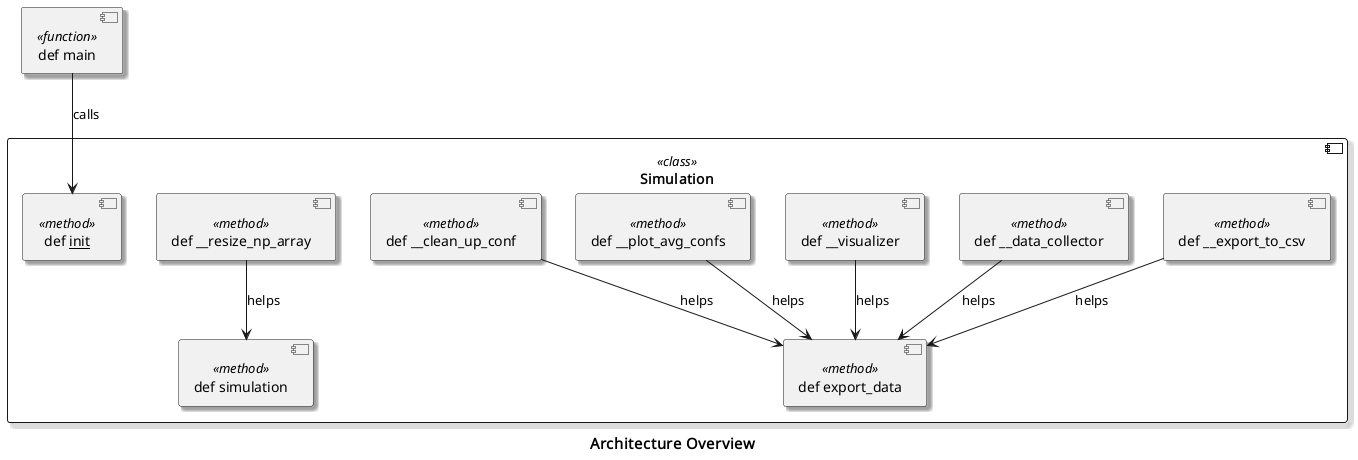 «function»
def main
calls
«class»
Simulation
«method»
def init
«method»
def __resize_np_array
«method»
def __clean_up_conf
«method»
def __plot_avg_confs
«method»
def __visualizer
«method»
def __data_collector
«method»
def __export_to_csv
helps
helps
helps
helps
helps
helps
«method»
def simulation
«method»
def export_data
Architecture Overview